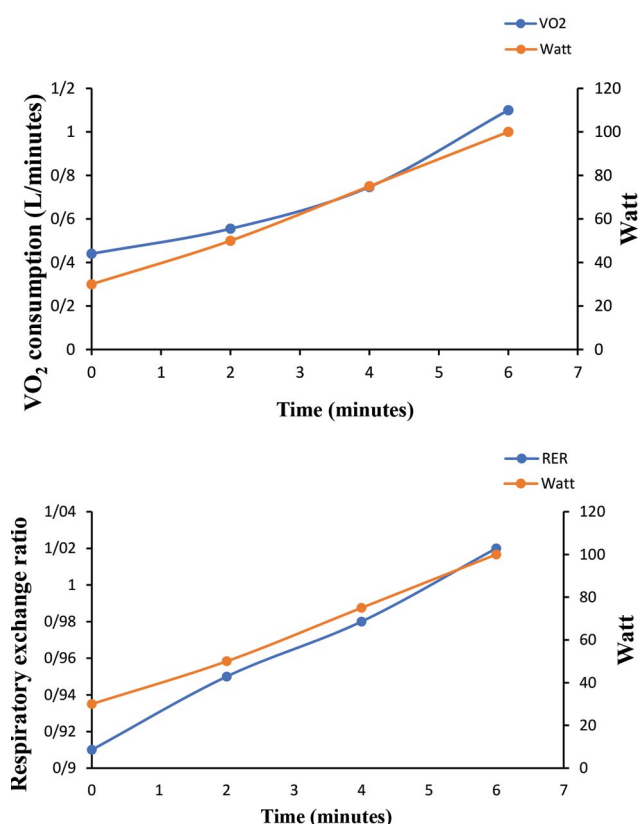 VO2
Watt
1/2
1
0/8
0/6
0/4
0/2
0
120
100
80
60
40
20
0
0 1 2 3 4 5 6 7
VO₂ consumption (L/minutes)
Watt
Time (minutes)
RER
Watt
1/04
1/02
1
0/98
0/96
0/94
0/92
0/9
120
100
80
60
40
20
0
0 1 2 3 4 5 6 7
Respiratory exchange ratio
Watt
Time (minutes)